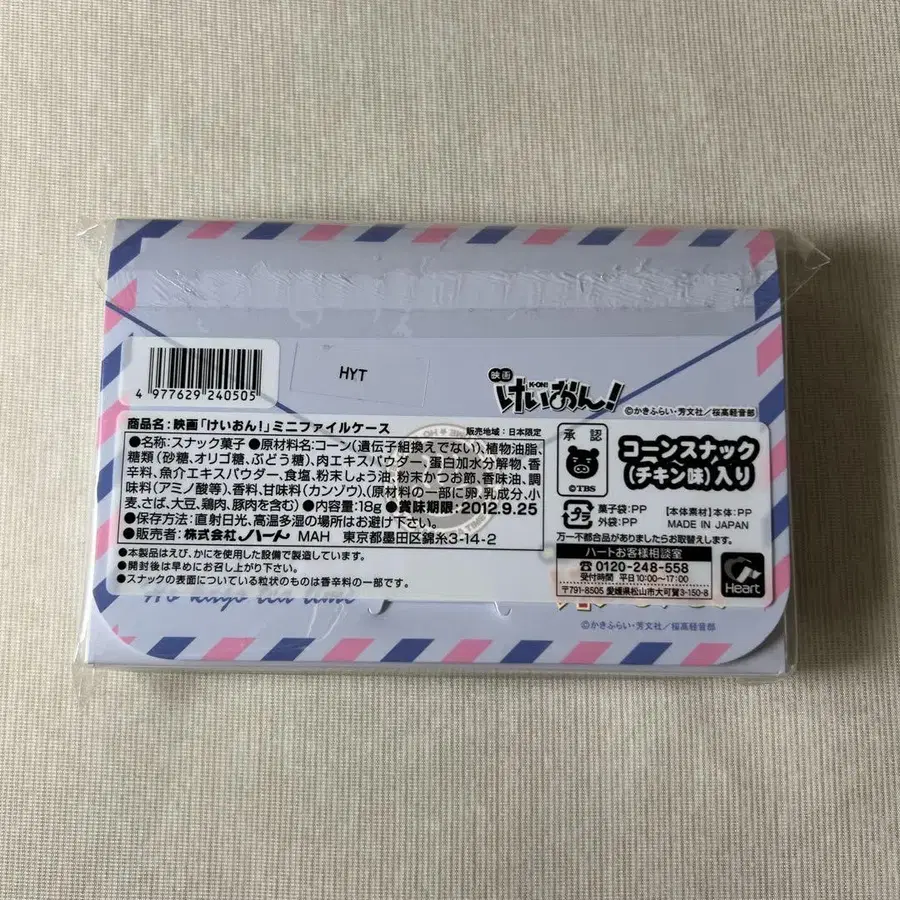 4 977629 240505
HYT
映画
K-ON!
けいおん!
©かきふらい・芳文社/桜高軽音部
商品名:映画「けいおん!」ミニファイルケース
販売地域:日本限定
●名称:スナック菓子●原材料名:コーン(遺伝子組換えでない)、植物油脂、
糖類(砂糖、オリゴ糖、ぶどう糖)、肉エキスパウダー、蛋白加水分解物、香
辛料、魚介エキスパウダー、食塩、粉末しょう油、粉末かつお節、香味油、調
味料(アミノ酸等)、香料、甘味料(カンゾウ)、(原材料の一部に卵、乳成分、小
麦、さば、大豆、鶏肉、豚肉を含む)●内容量:18g●賞味期限:2012.9.25
●保存方法:直射日光、高温多湿の場所はお避け下さい。
●販売者:株式会社ハート MAH 東京都墨田区錦糸3-14-2
●本製品はえび、かにを使用した設備で製造しています。
●開封後は早めにお召し上がり下さい。
●スナックの表面についている粒状のものは香辛料の一部です。
承認
©TBS
コーンスナック
(チキン味)入り
プラ
菓子袋:PP
外袋:PP
【本体素材】本体:PP
MADE IN JAPAN
万一不都合品がありましたらお取替えします。
ハートお客様相談室
☎0120-248-558
受付時間 平日10:00〜17:00
〒791-8505 愛媛県松山市大可賀3-150-8
Heart
Ho-kago tea time
©かきふらい・芳文社/桜高軽音部